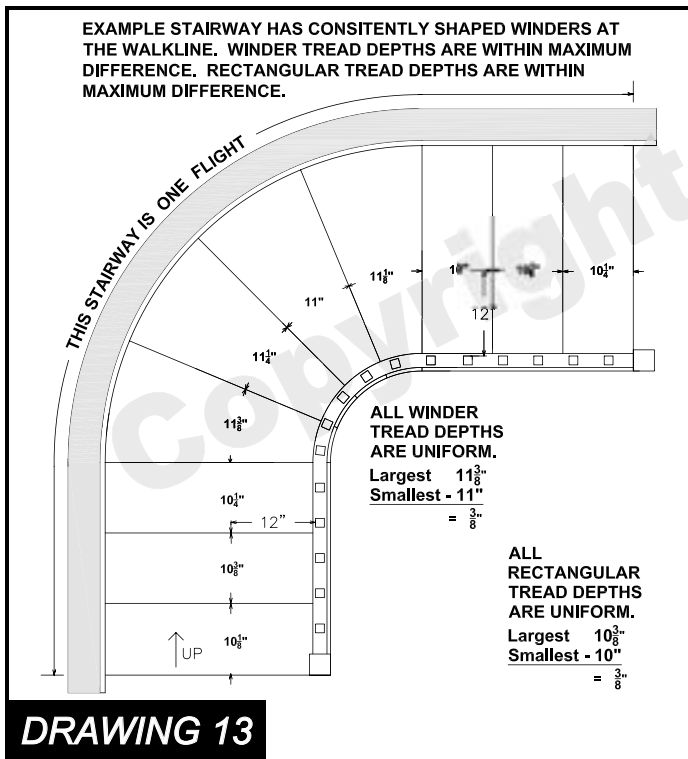 EXAMPLE STAIRWAY HAS CONSITENTLY SHAPED WINDERS AT
THE WALKLINE. WINDER TREAD DEPTHS ARE WITHIN MAXIMUM
DIFFERENCE. RECTANGULAR TREAD DEPTHS ARE WITHIN
MAXIMUM DIFFERENCE.
THIS STAIRWAY IS ONE FLIGHT
Copyright
11 1/8"
10 1/4"
11"
12"
11 1/4"
11 3/8"
ALL WINDER
TREAD DEPTHS
ARE UNIFORM.
Largest 11 3/8"
Smallest - 11"
= 3/8"
10 1/4"
12"
10 3/8"
10 1/8"
UP
ALL
RECTANGULAR
TREAD DEPTHS
ARE UNIFORM.
Largest 10 3/8"
Smallest - 10"
= 3/8"
DRAWING 13